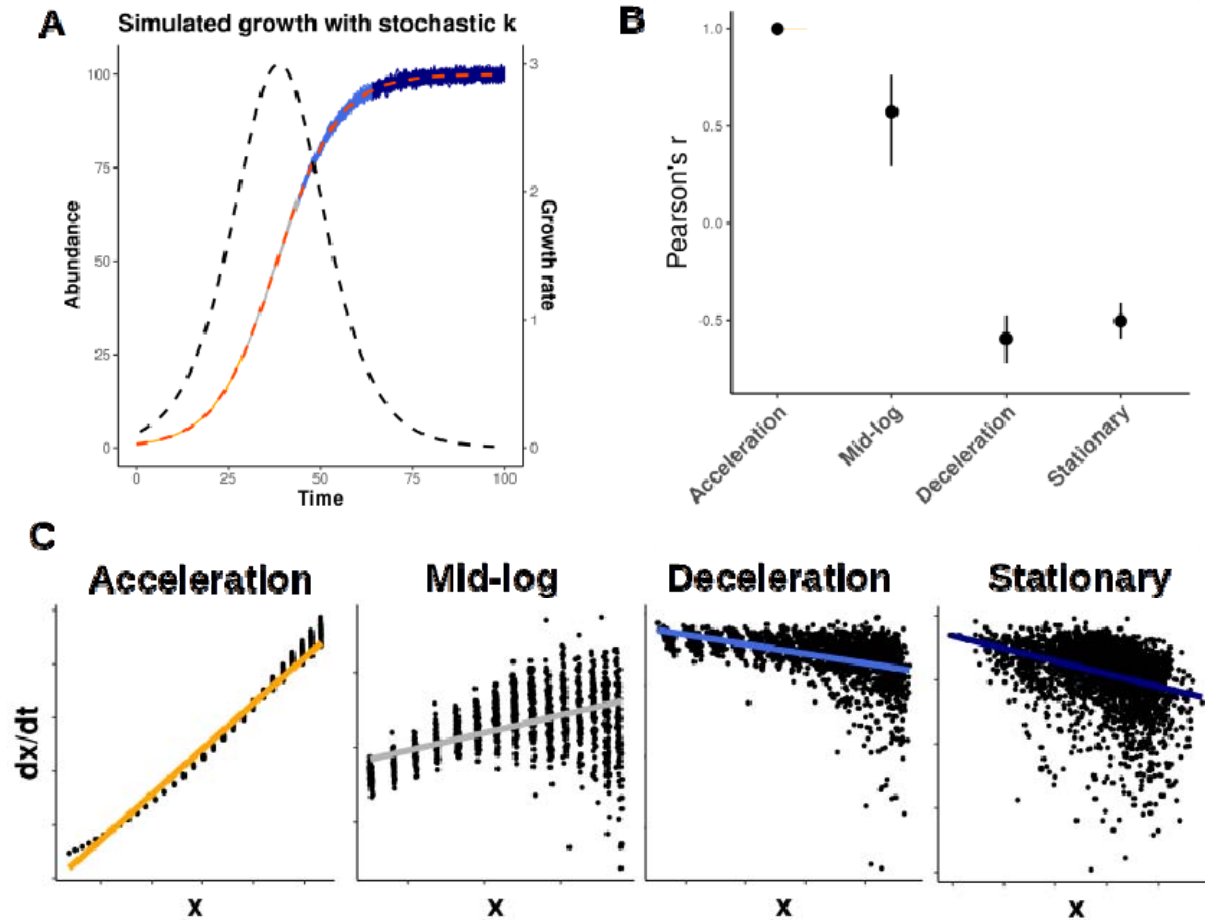 A
Simulated growth with stochastic k
100
75
50
25
0
Abundance
0
25
50
75
100
Time
3
2
1
0
Growth rate
B
1.0
0.5
0.0
-0.5
Pearson's r
Acceleration
Mid-log
Deceleration
Stationary
C
Acceleration
Mid-log
Deceleration
Stationary
dx/dt
x
x
x
x